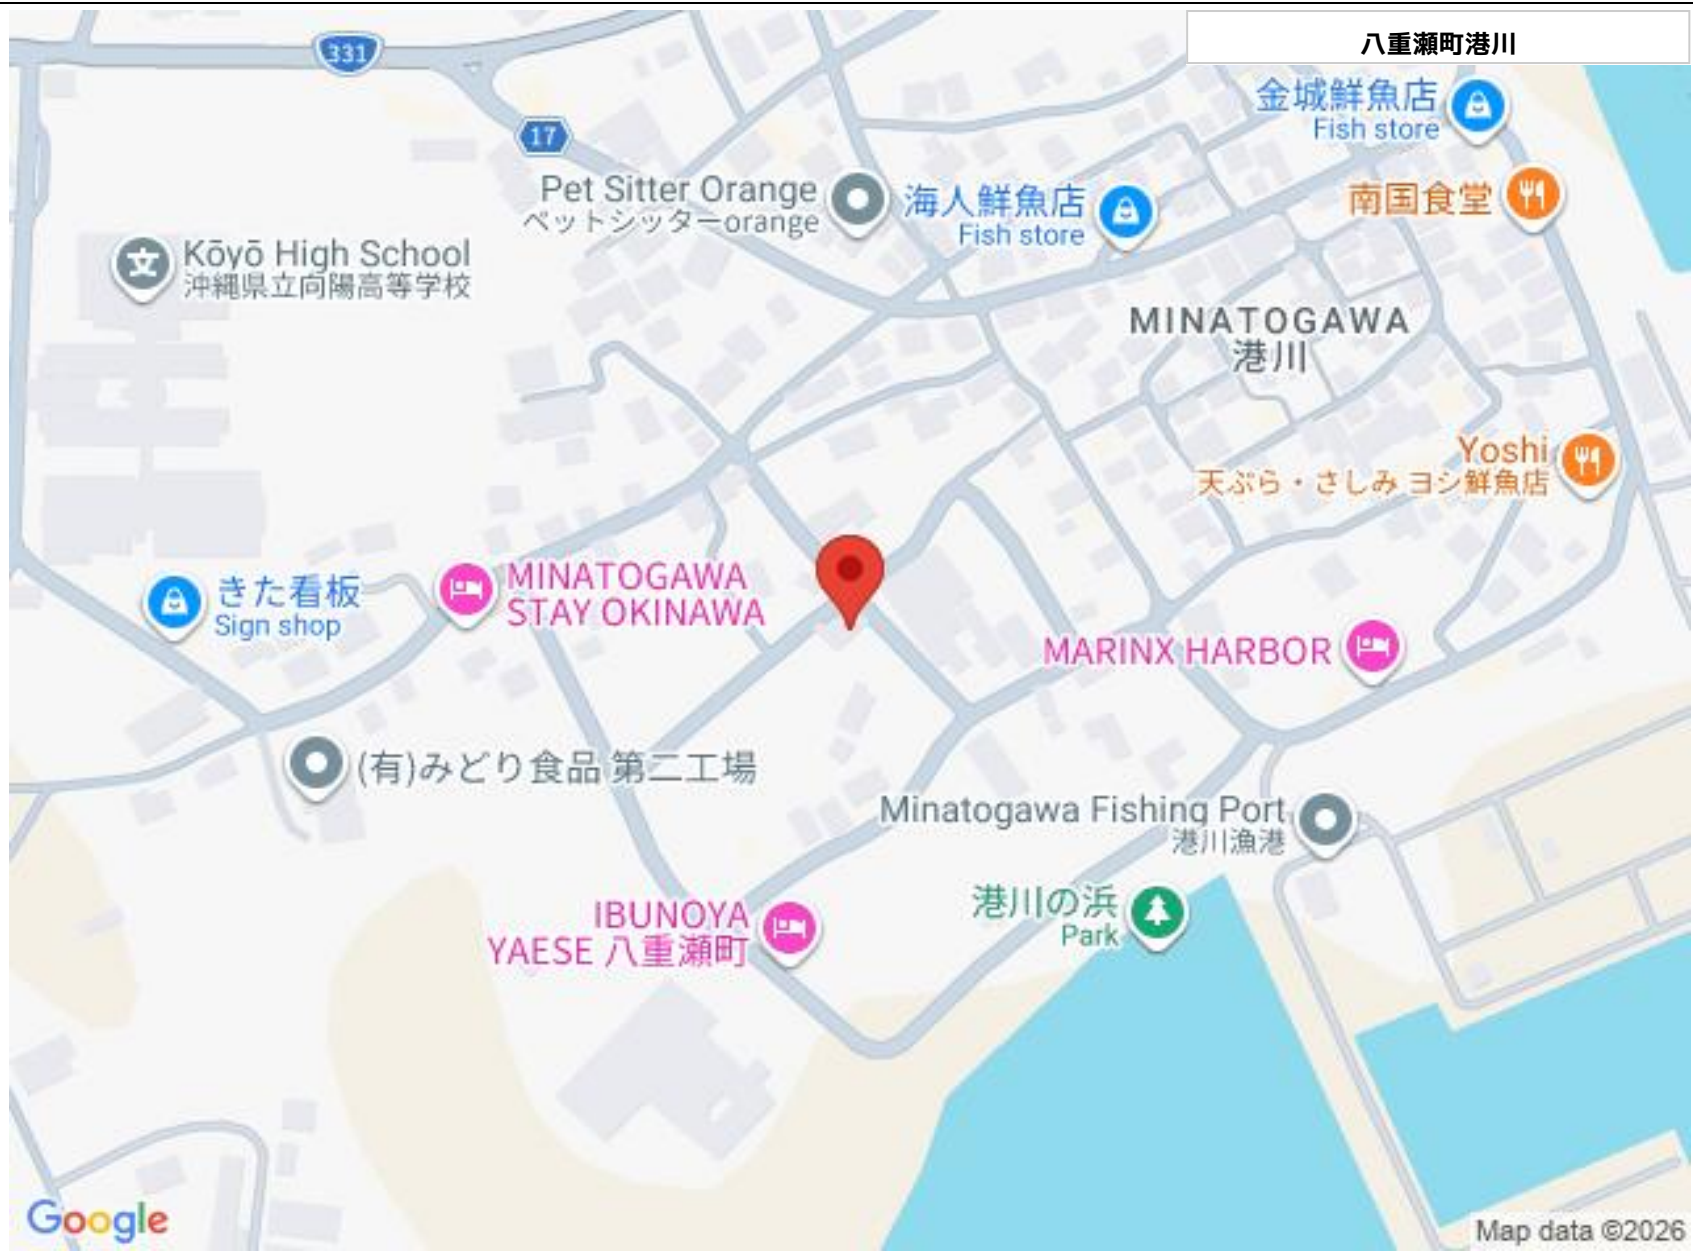 八重瀬町港川
331
17
金城鮮魚店
Fish store
Pet Sitter Orange
ペットシッターorange
海人鮮魚店
Fish store
南国食堂
Kōyō High School
沖縄県立向陽高等学校
MINATOGAWA
港川
Yoshi
天ぷら・さしみ ヨシ鮮魚店
きた看板
Sign shop
MINATOGAWA
STAY OKINAWA
MARINX HARBOR
(有)みどり食品 第二工場
Minatogawa Fishing Port
港川漁港
港川の浜
Park
IBUNOYA
YAESE 八重瀬町
Google
Map data ©2026